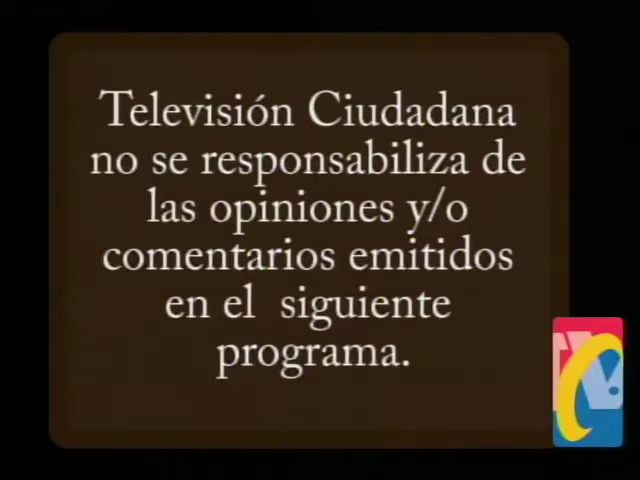 Televisión Ciudadana
no se responsabiliza de
las opiniones y/o
comentarios emitidos
en el siguiente
programa.